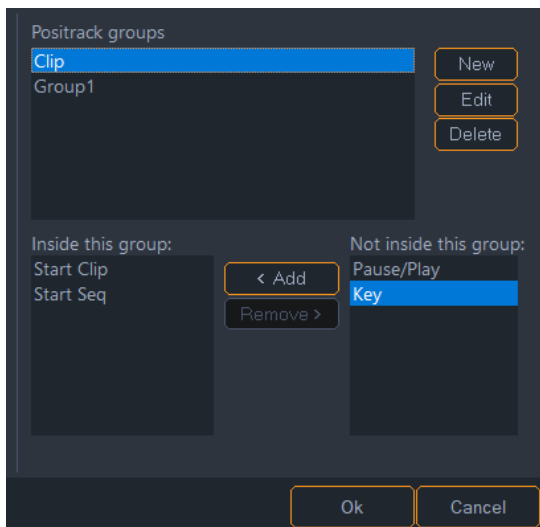 Positrack groups
Clip
Group1
New
Edit
Delete
Inside this group:
Start Clip
Start Seq
< Add
Remove >
Not inside this group:
Pause/Play
Key
Ok
Cancel